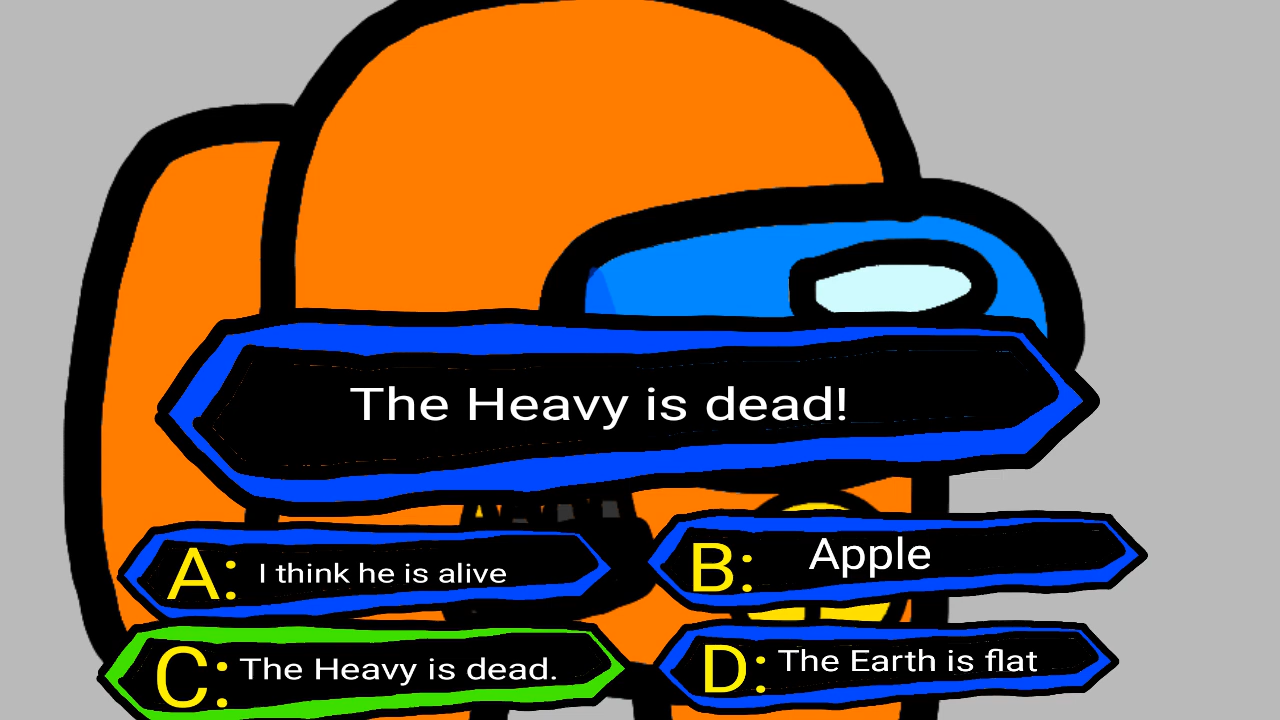 The Heavy is dead!
A: I think he is alive
B: Apple
C: The Heavy is dead.
D: The Earth is flat